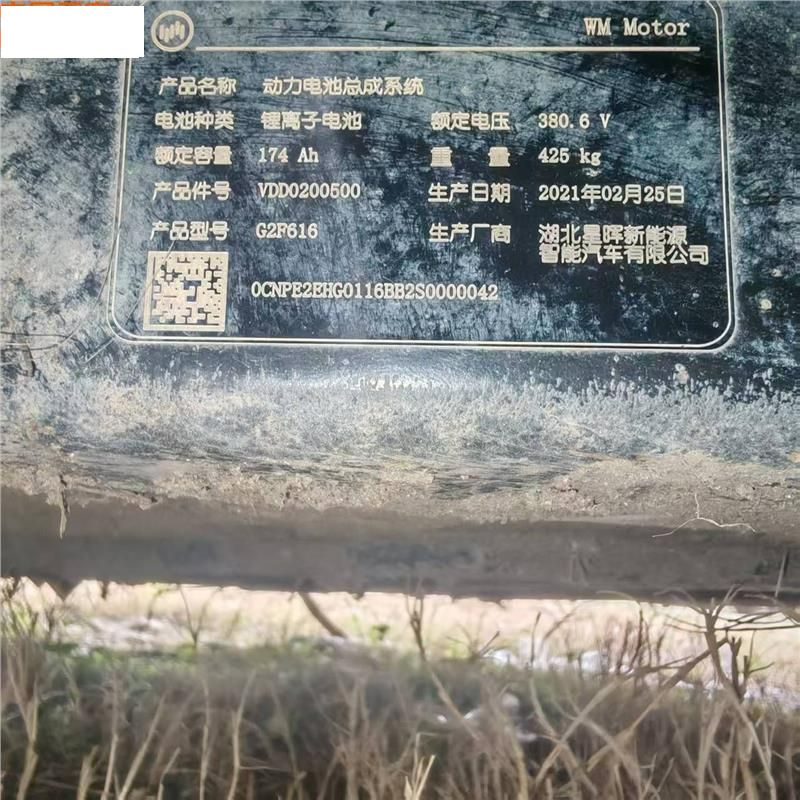 WM Motor
产品名称 动力电池总成系统
电池种类 锂离子电池 额定电压 380.6 V
额定容量 174 Ah 重量 425 kg
产品件号 VDD0200500 生产日期 2021年02月25日
产品型号 G2F616 生产厂商 湖北星晖新能源
智能汽车有限公司
0CNPE2EHG0116BB2S0000042